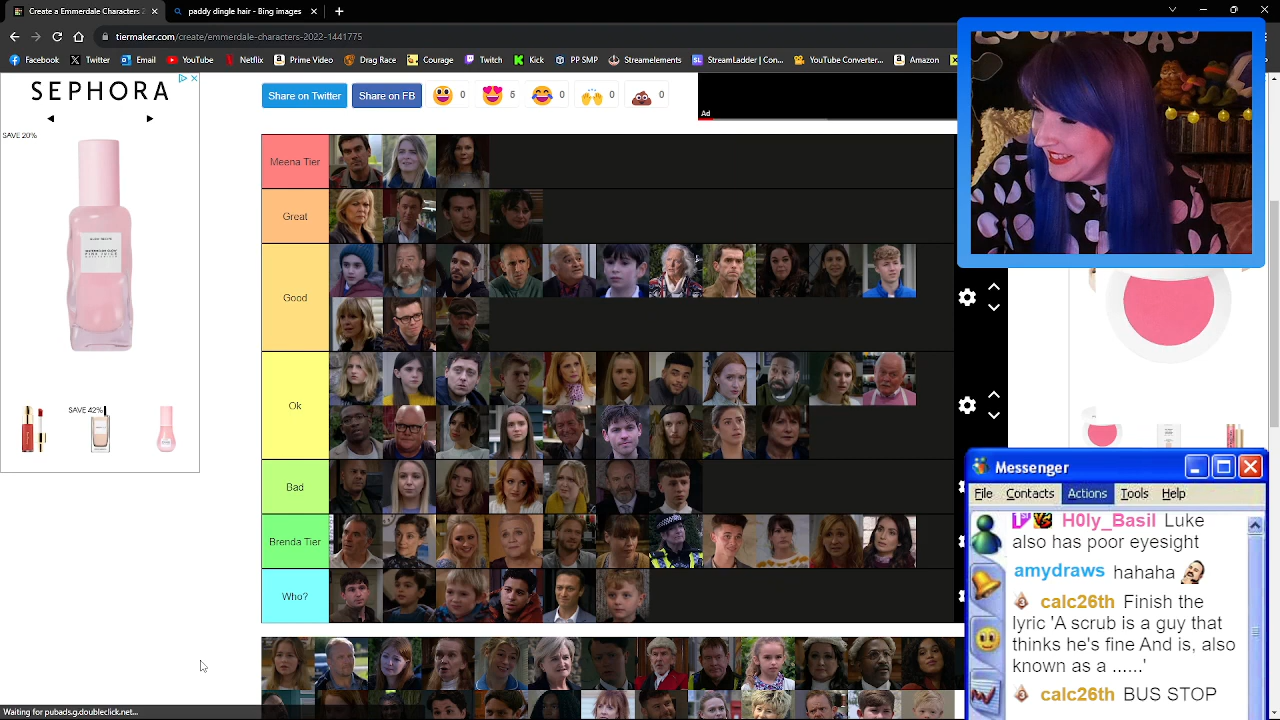 Create a Emmerdale Characters 2
paddy dingle hair - Bing images
tiermaker.com/create/emmerdale-characters-2022-1441775
Facebook Twitter Email YouTube Netflix Prime Video Drag Race Courage Twitch Kick PP SMP StreamElements StreamLadder | Con... YouTube Converter... Amazon
SEPHORA
SAVE 20%
SAVE 42%
Share on Twitter
Share on FB
0 6 0 0 0
Ad
Meena Tier
Great
Good
Ok
Bad
Brenda Tier
Who?
Messenger
File Contacts Actions Tools Help
H0ly_Basil Luke
also has poor eyesight
amydraws hahaha
calc26th Finish the
lyric 'A scrub is a guy that
thinks he's fine And is, also
known as a ......'
calc26th BUS STOP
Waiting for pubads.g.doubleclick.net...